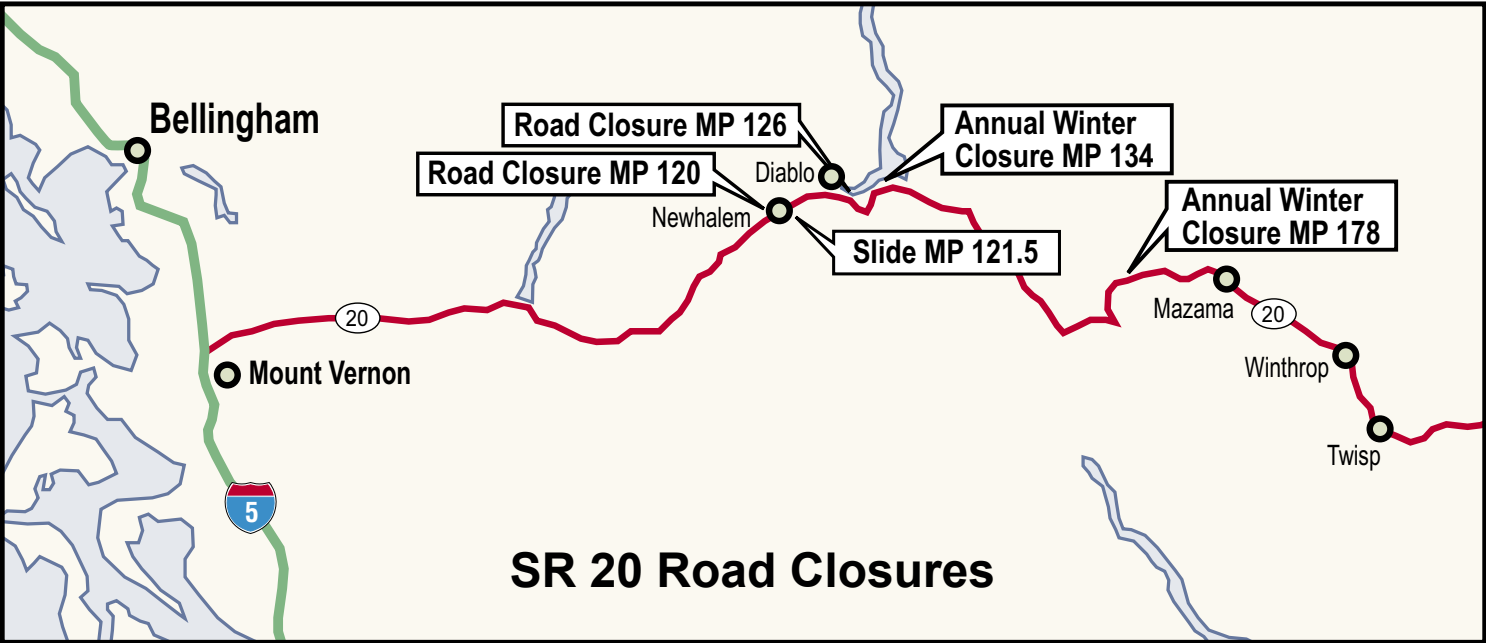 Bellingham
Road Closure MP 126
Annual Winter
Closure MP 134
Road Closure MP 120
Diablo
Newhalem
Annual Winter
Closure MP 178
Slide MP 121.5
Mazama
20
20
Winthrop
Mount Vernon
Twisp
5
SR 20 Road Closures